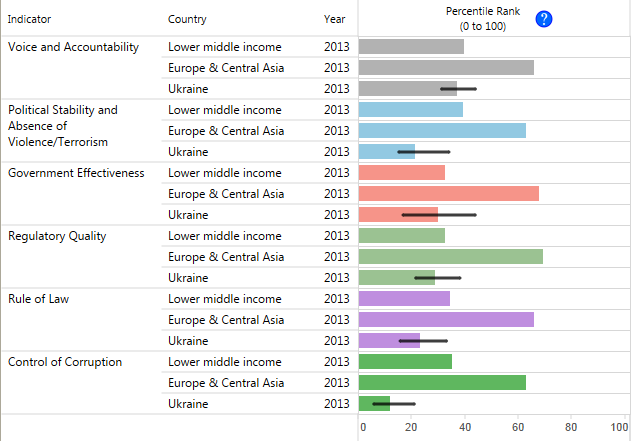 Indicator Country Year Percentile Rank
(0 to 100) ?
Voice and Accountability Lower middle income 2013
Europe & Central Asia 2013
Ukraine 2013
Political Stability and Lower middle income 2013
Absence of Europe & Central Asia 2013
Violence/Terrorism
Ukraine 2013
Government Effectiveness Lower middle income 2013
Europe & Central Asia 2013
Ukraine 2013
Regulatory Quality Lower middle income 2013
Europe & Central Asia 2013
Ukraine 2013
Rule of Law Lower middle income 2013
Europe & Central Asia 2013
Ukraine 2013
Control of Corruption Lower middle income 2013
Europe & Central Asia 2013
Ukraine 2013
0 20 40 60 80 100